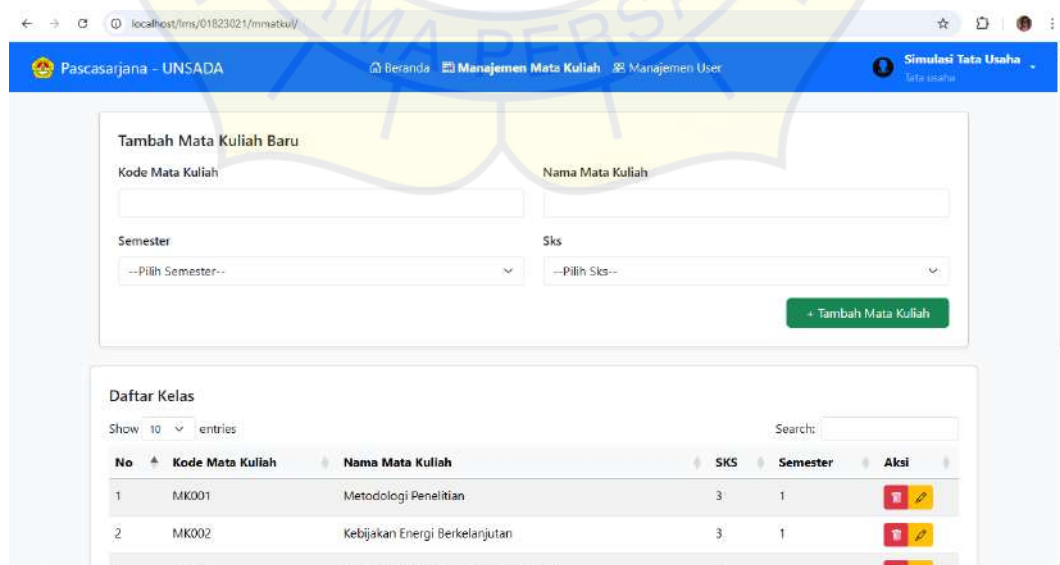 localhost/lms/01823021/mmatkul/
Pascasarjana - UNSADA Beranda Manajemen Mata Kuliah Manajemen User Simulasi Tata Usaha
Tata usaha
Tambah Mata Kuliah Baru
Kode Mata Kuliah Nama Mata Kuliah
Semester Sks
--Pilih Semester-- --Pilih Sks--
+ Tambah Mata Kuliah
Daftar Kelas
Show 10 entries Search:
No Kode Mata Kuliah Nama Mata Kuliah SKS Semester Aksi
1 MK001 Metodologi Penelitian 3 1
2 MK002 Kebijakan Energi Berkelanjutan 3 1